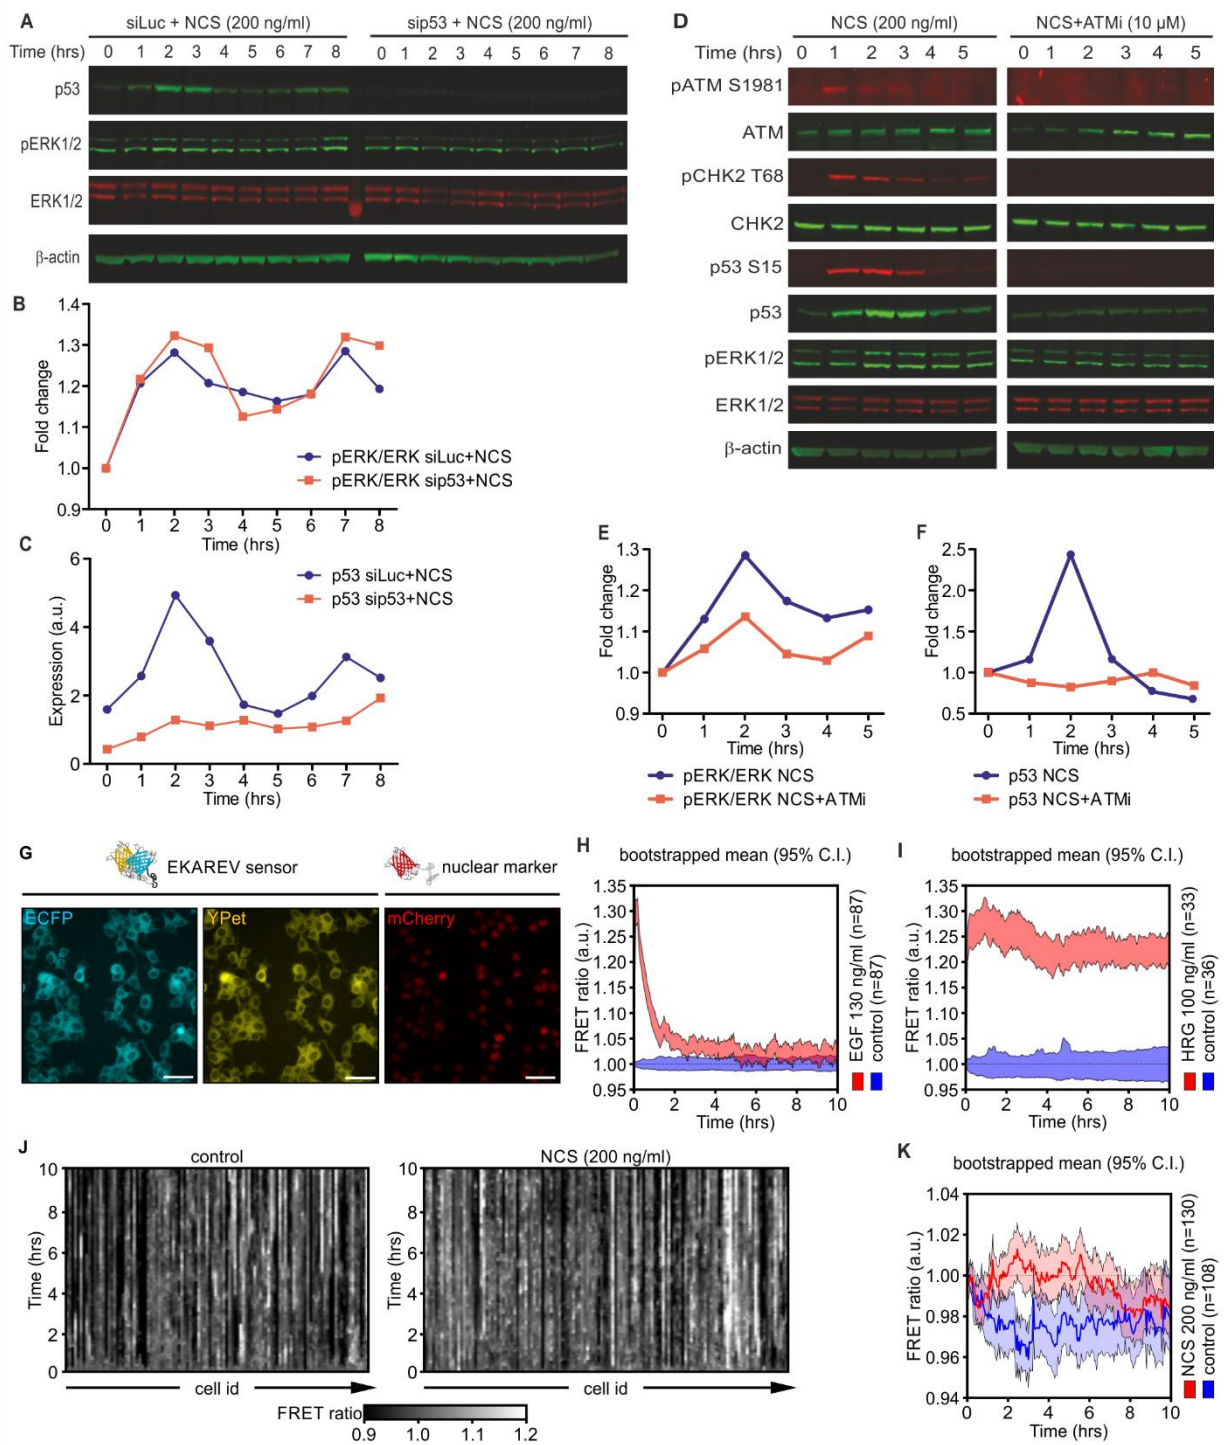 A
siLuc + NCS (200 ng/ml)
sip53 + NCS (200 ng/ml)
Time (hrs) 0 1 2 3 4 5 6 7 8 0 1 2 3 4 5 6 7 8
p53
pERK1/2
ERK1/2
β-actin
B
1.4
1.3
1.2
1.1
1.0
0.9
Fold change
pERK/ERK siLuc+NCS
pERK/ERK sip53+NCS
0 1 2 3 4 5 6 7 8
Time (hrs)
C
6
4
2
0
Expression (a.u.)
p53 siLuc+NCS
p53 sip53+NCS
0 1 2 3 4 5 6 7 8
Time (hrs)
D
NCS (200 ng/ml)
NCS+ATMi (10 µM)
Time (hrs) 0 1 2 3 4 5 0 1 2 3 4 5
pATM S1981
ATM
pCHK2 T68
CHK2
p53 S15
p53
pERK1/2
ERK1/2
β-actin
E
1.3
1.2
1.1
1.0
0.9
Fold change
0 1 2 3 4 5
Time (hrs)
pERK/ERK NCS
pERK/ERK NCS+ATMi
F
2.5
2.0
1.5
1.0
0.5
Fold change
0 1 2 3 4 5
Time (hrs)
p53 NCS
p53 NCS+ATMi
G
EKAREV sensor
nuclear marker
ECFP
YPet
mCherry
H
bootstrapped mean (95% C.I.)
1.35
1.30
1.25
1.20
1.15
1.10
1.05
1.00
0.95
FRET ratio (a.u.)
0 2 4 6 8 10
Time (hrs)
EGF 130 ng/ml (n=87)
control (n=87)
I
bootstrapped mean (95% C.I.)
1.35
1.30
1.25
1.20
1.15
1.10
1.05
1.00
0.95
FRET ratio (a.u.)
0 2 4 6 8 10
Time (hrs)
HRG 100 ng/ml (n=33)
control (n=36)
J
control
NCS (200 ng/ml)
10
8
6
4
2
0
Time (hrs)
cell id
10
8
6
4
2
0
Time (hrs)
cell id
FRET ratio
0.9 1.0 1.1 1.2
K
bootstrapped mean (95% C.I.)
1.04
1.02
1.00
0.98
0.96
0.94
FRET ratio (a.u.)
0 2 4 6 8 10
Time (hrs)
NCS 200 ng/ml (n=130)
control (n=108)